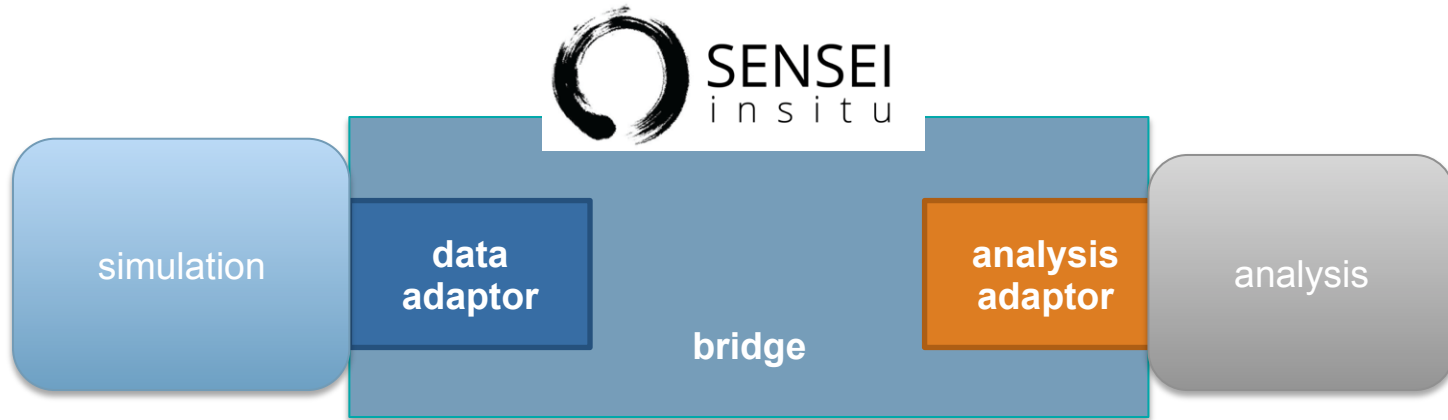 SENSEI
insitu
simulation
data
adaptor
bridge
analysis
adaptor
analysis